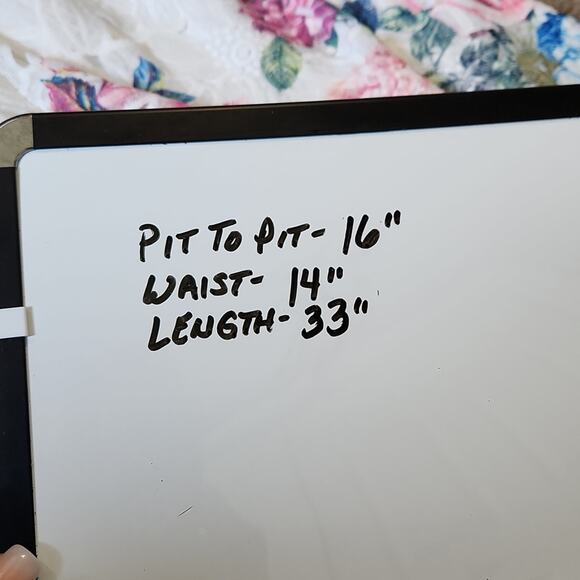 PIT TO PIT- 16"
WAIST- 14"
LENGTH- 33"